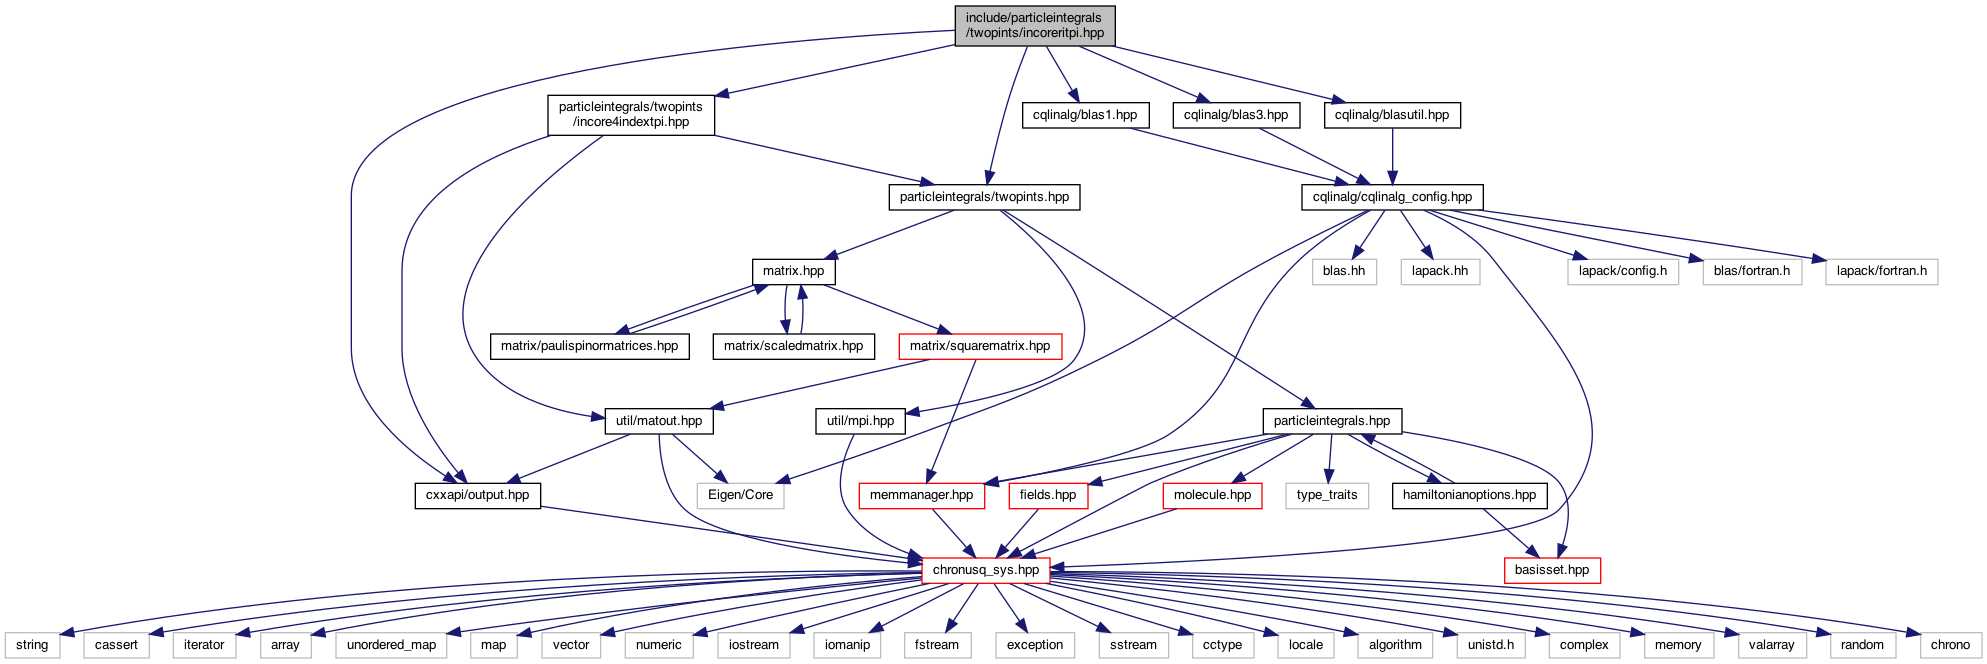 include/particleintegrals
/twopints/incoreritpi.hpp
particleintegrals/twopints
/incore4indextpi.hpp
cqlinalg/blas1.hpp
cqlinalg/blas3.hpp
cqlinalg/blasutil.hpp
particleintegrals/twopints.hpp
cqlinalg/cqlinalg_config.hpp
matrix.hpp
blas.hh
lapack.hh
lapack/config.h
blas/fortran.h
lapack/fortran.h
matrix/paulispinormatrices.hpp
matrix/scaledmatrix.hpp
matrix/squarematrix.hpp
util/matout.hpp
util/mpi.hpp
particleintegrals.hpp
cxxapi/output.hpp
Eigen/Core
memmanager.hpp
fields.hpp
molecule.hpp
type_traits
hamiltonianoptions.hpp
chronusq_sys.hpp
basisset.hpp
string
cassert
iterator
array
unordered_map
map
vector
numeric
iostream
iomanip
fstream
exception
sstream
cctype
locale
algorithm
unistd.h
complex
memory
valarray
random
chrono